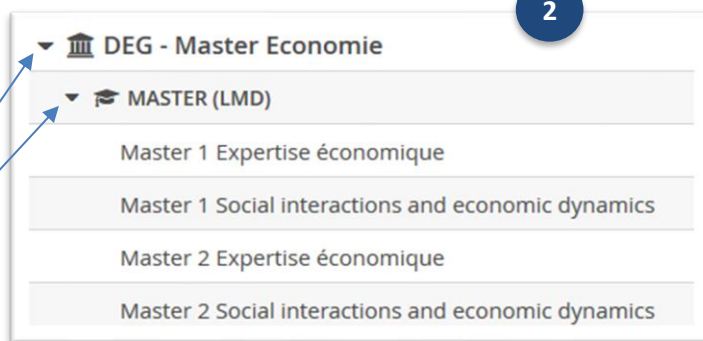 2
DEG - Master Economie
MASTER (LMD)
Master 1 Expertise économique
Master 1 Social interactions and economic dynamics
Master 2 Expertise économique
Master 2 Social interactions and economic dynamics